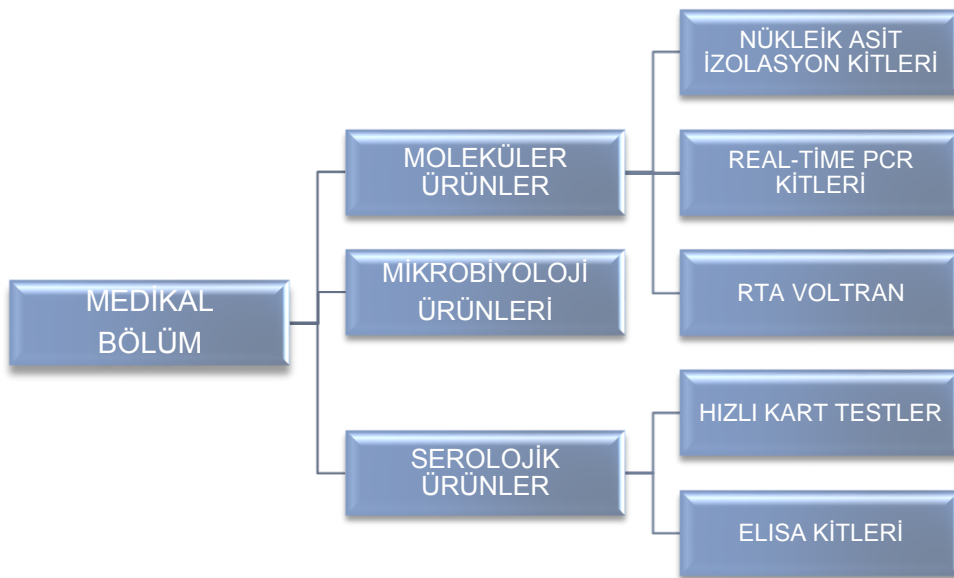 MEDİKAL
BÖLÜM
MOLEKÜLER
ÜRÜNLER
NÜKLEİK ASİT
İZOLASYON KİTLERİ
REAL-TİME PCR
KİTLERİ
RTA VOLTRAN
MİKROBİYOLOJİ
ÜRÜNLERİ
SEROLOJİK
ÜRÜNLER
HIZLI KART TESTLER
ELISA KİTLERİ